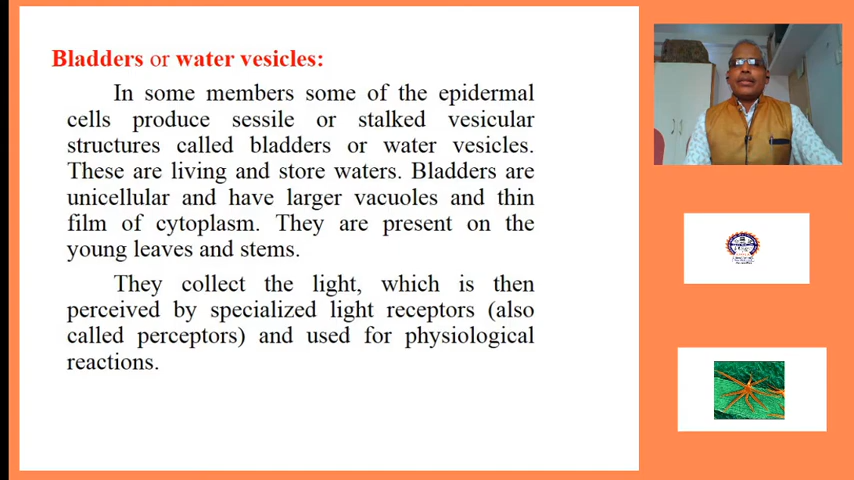 Bladders or water vesicles:
In some members some of the epidermal
cells produce sessile or stalked vesicular
structures called bladders or water vesicles.
These are living and store waters. Bladders are
unicellular and have larger vacuoles and thin
film of cytoplasm. They are present on the
young leaves and stems.
They collect the light, which is then
perceived by specialized light receptors (also
called perceptors) and used for physiological
reactions.